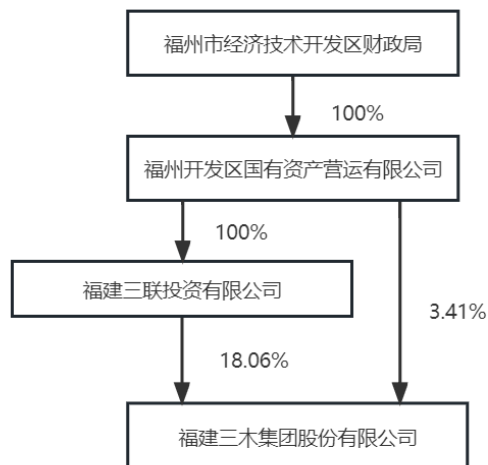 福州市经济技术开发区财政局
100%
福州开发区国有资产营运有限公司
100%
福建三联投资有限公司
3.41%
18.06%
福建三木集团股份有限公司